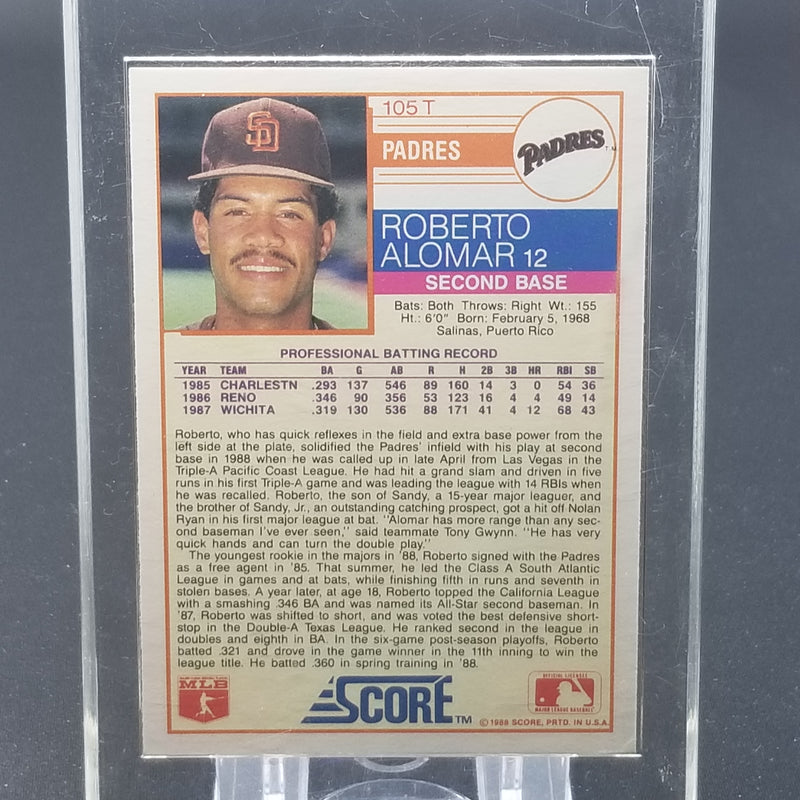 SD
105 T
PADRES
PADRES TM
ROBERTO
ALOMAR 12
SECOND BASE
Bats: Both Throws: Right Wt.: 155
Ht.: 6'0" Born: February 5, 1968
Salinas, Puerto Rico
PROFESSIONAL BATTING RECORD
YEAR TEAM BA G AB R H 2B 3B HR RBI SB
1985 CHARLESTN .293 137 546 89 160 14 3 0 54 36
1986 RENO .346 90 356 53 123 16 4 4 49 14
1987 WICHITA .319 130 536 88 171 41 4 12 68 43
Roberto, who has quick reflexes in the field and extra base power from the
left side at the plate, solidified the Padres' infield with his play at second
base in 1988 when he was called up in late April from Las Vegas in the
Triple-A Pacific Coast League. He had hit a grand slam and driven in five
runs in his first Triple-A game and was leading the league with 14 RBIs when
he was recalled. Roberto, the son of Sandy, a 15-year major leaguer, and
the brother of Sandy, Jr., an outstanding catching prospect, got a hit off Nolan
Ryan in his first major league at bat. "Alomar has more range than any sec-
ond baseman I've ever seen," said teammate Tony Gwynn. "He has very
quick hands and can turn the double play."
The youngest rookie in the majors in '88, Roberto signed with the Padres
as a free agent in '85. That summer, he led the Class A South Atlantic
League in games and at bats, while finishing fifth in runs and seventh in
stolen bases. A year later, at age 18, Roberto topped the California League
with a smashing .346 BA and was named its All-Star second baseman. In
'87, Roberto was shifted to short, and was voted the best defensive short-
stop in the Double-A Texas League. He ranked second in the league in
doubles and eighth in BA. In the six-game post-season playoffs, Roberto
batted .321 and drove in the game winner in the 11th inning to win the
league title. He batted .360 in spring training in '88.
MLB
SCORE TM
OFFICIAL LICENSEE
MAJOR LEAGUE BASEBALL
© 1988 SCORE, PRTD. IN U.S.A.